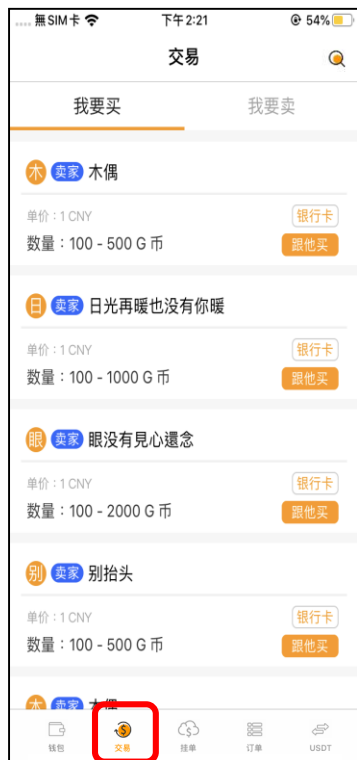 無SIM卡 下午2:21 54%
交易
我要买 我要卖
木 卖家 木偶
单价:1 CNY 银行卡
数量:100 - 500 G 币 跟他买
日 卖家 日光再暖也没有你暖
单价:1 CNY 银行卡
数量:100 - 1000 G 币 跟他买
眼 卖家 眼没有見心還念
单价:1 CNY 银行卡
数量:100 - 2000 G 币 跟他买
别 卖家 别抬头
单价:1 CNY 银行卡
数量:100 - 500 G 币 跟他买
木 卖家 木偶
钱包 交易 挂单 订单 USDT